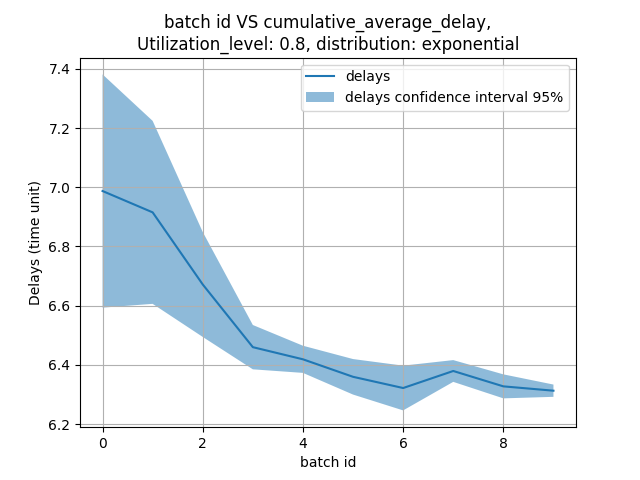 batch id VS cumulative_average_delay,
Utilization_level: 0.8, distribution: exponential
delays
delays confidence interval 95%
Delays (time unit)
7.4
7.2
7.0
6.8
6.6
6.4
6.2
0 2 4 6 8
batch id